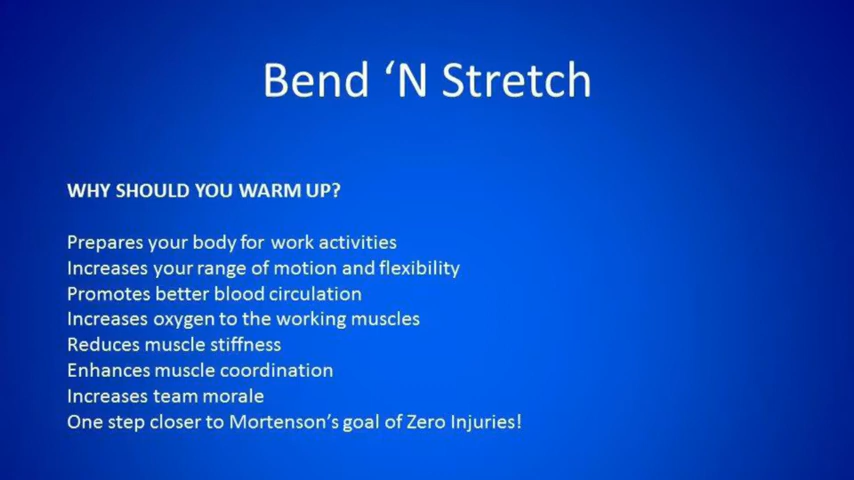 Bend ‘N Stretch
WHY SHOULD YOU WARM UP?
Prepares your body for work activities
Increases your range of motion and flexibility
Promotes better blood circulation
Increases oxygen to the working muscles
Reduces muscle stiffness
Enhances muscle coordination
Increases team morale
One step closer to Mortenson’s goal of Zero Injuries!